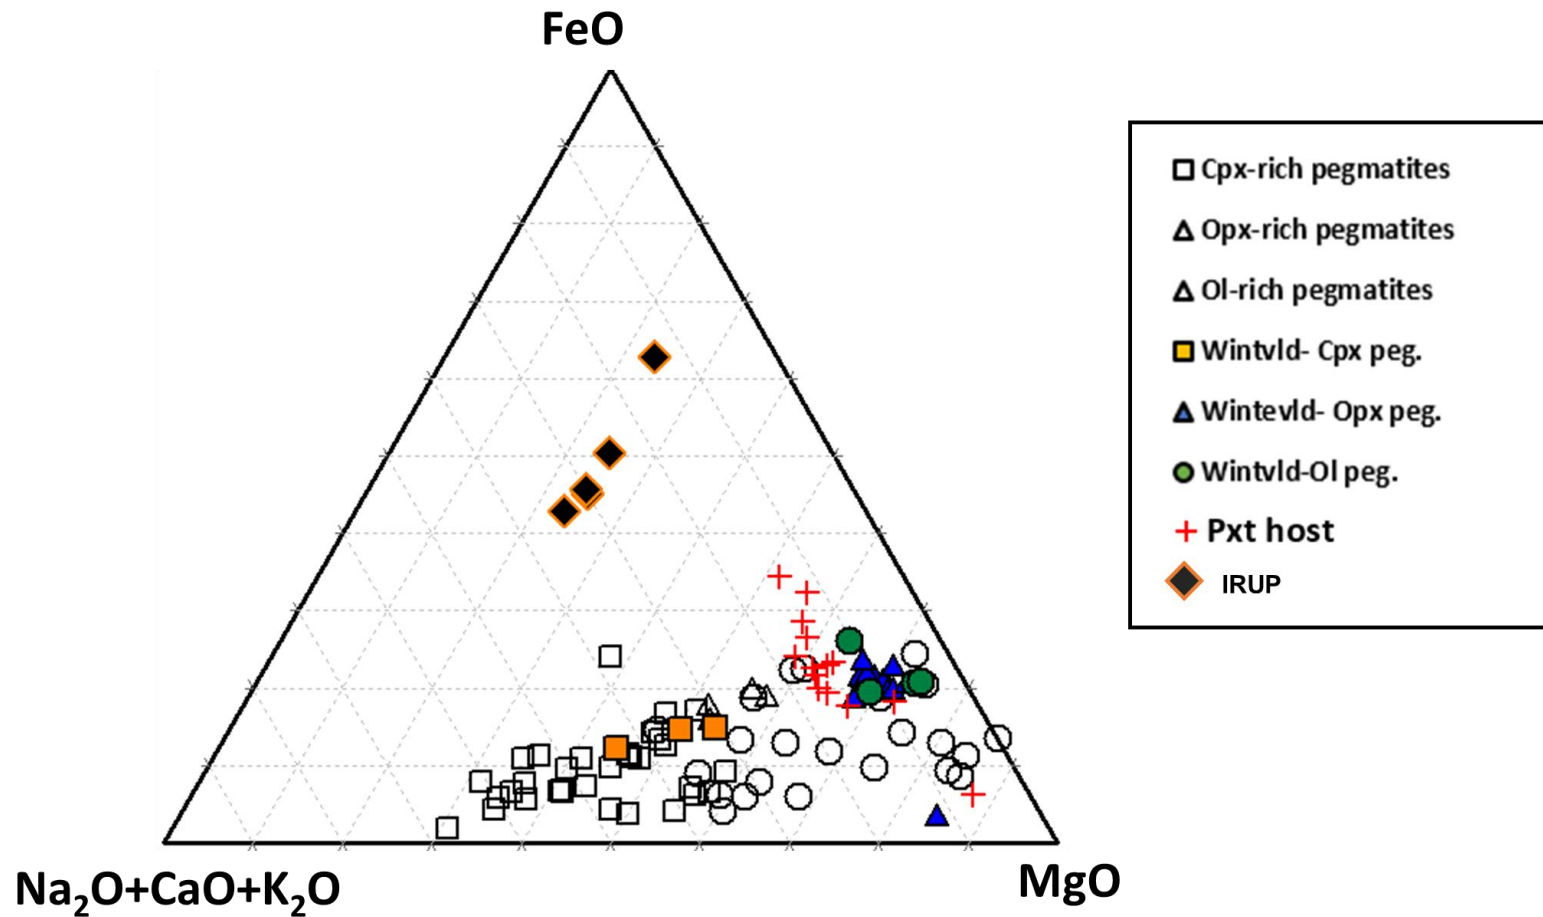 FeO
Cpx-rich pegmatites
Opx-rich pegmatites
Ol-rich pegmatites
Wintvld- Cpx peg.
Wintevld- Opx peg.
Wintvld-Ol peg.
Pxt host
IRUP
Na₂O+CaO+K₂O
MgO